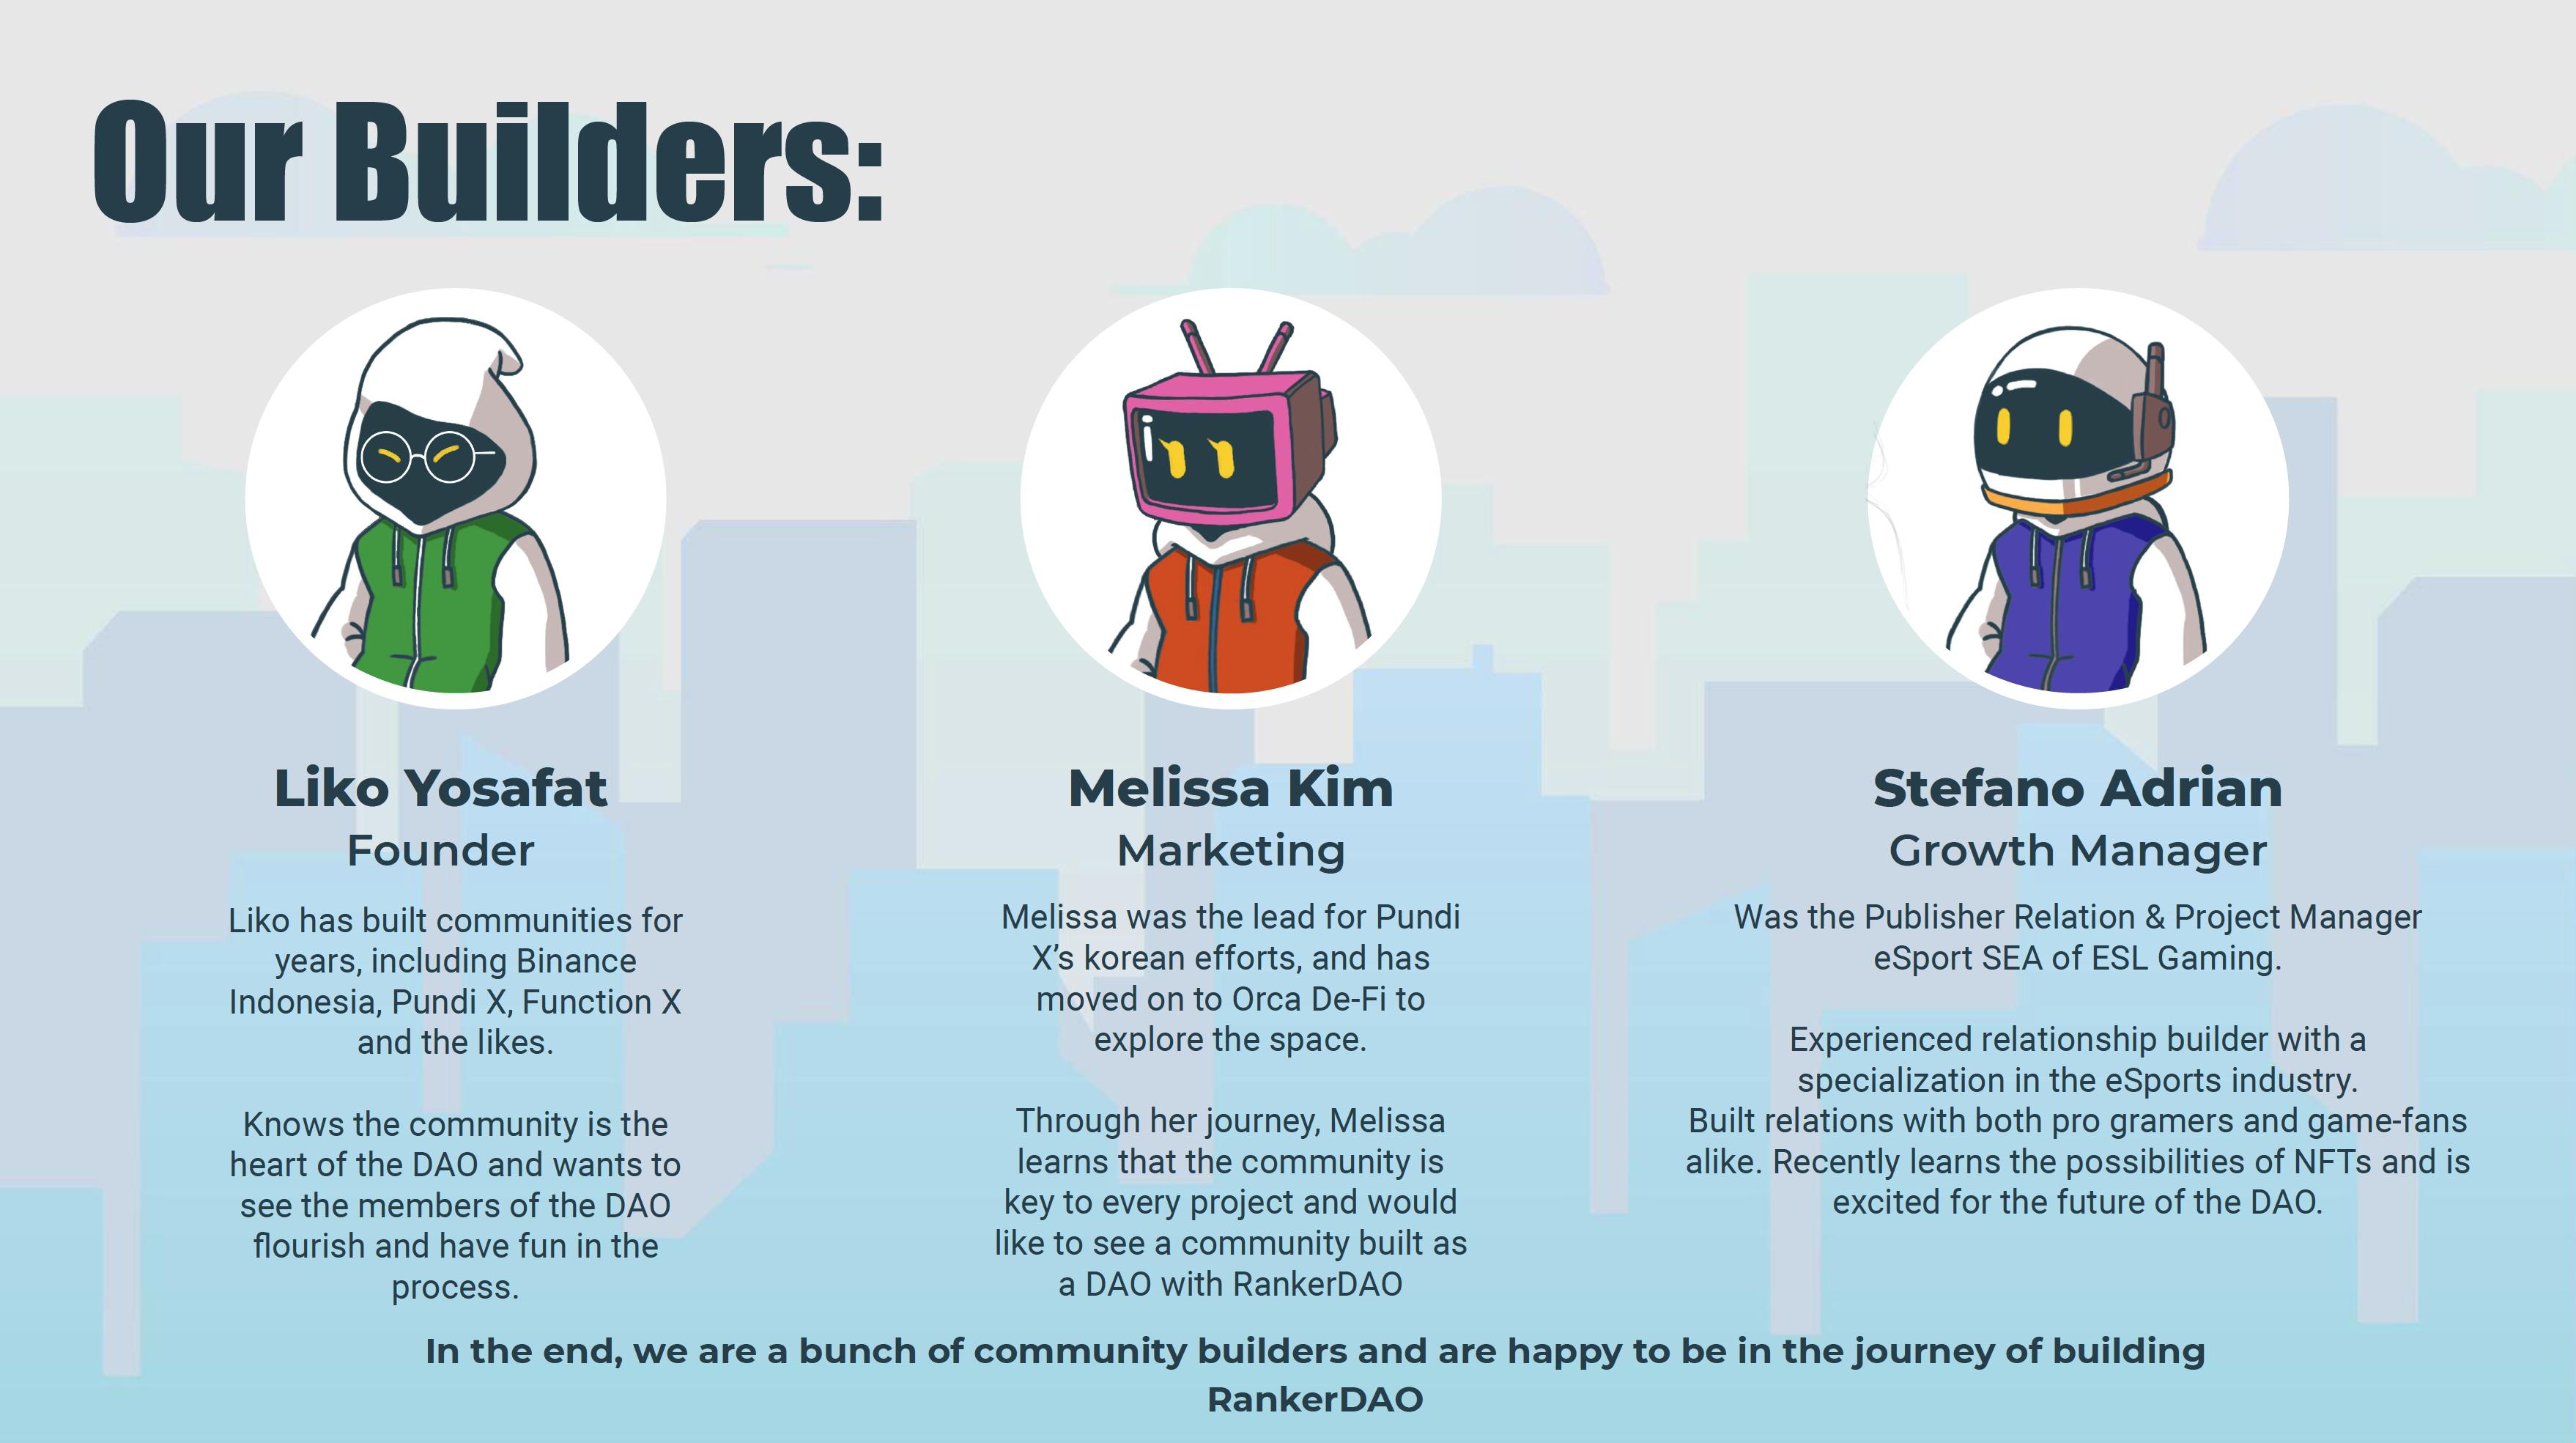 Our Builders:
Liko Yosafat
Founder
Liko has built communities for
years, including Binance
Indonesia, Pundi X, Function X
and the likes.
Knows the community is the
heart of the DAO and wants to
see the members of the DAO
flourish and have fun in the
process.
Melissa Kim
Marketing
Melissa was the lead for Pundi
X’s korean efforts, and has
moved on to Orca De-Fi to
explore the space.
Through her journey, Melissa
learns that the community is
key to every project and would
like to see a community built as
a DAO with RankerDAO
Stefano Adrian
Growth Manager
Was the Publisher Relation & Project Manager
eSport SEA of ESL Gaming.
Experienced relationship builder with a
specialization in the eSports industry.
Built relations with both pro gramers and game-fans
alike. Recently learns the possibilities of NFTs and is
excited for the future of the DAO.
In the end, we are a bunch of community builders and are happy to be in the journey of building
RankerDAO